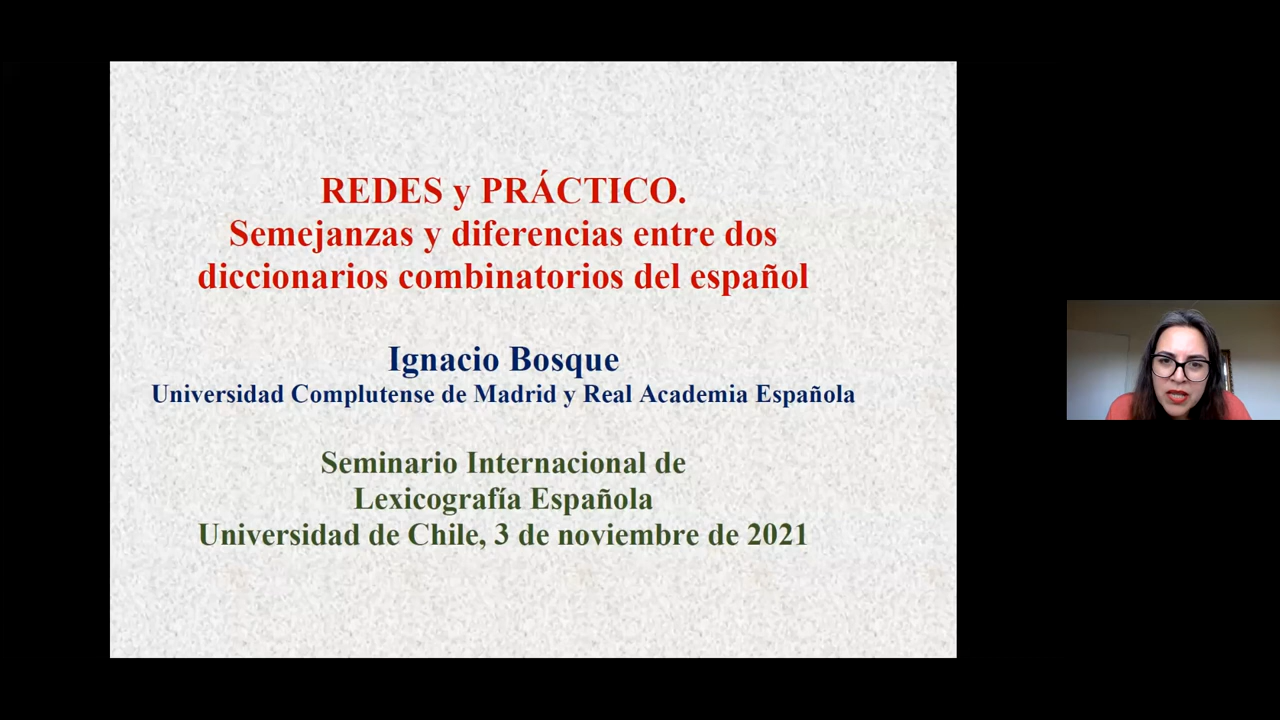 REDES y PRÁCTICO.
Semejanzas y diferencias entre dos
diccionarios combinatorios del español
Ignacio Bosque
Universidad Complutense de Madrid y Real Academia Española
Seminario Internacional de
Lexicografía Española
Universidad de Chile, 3 de noviembre de 2021